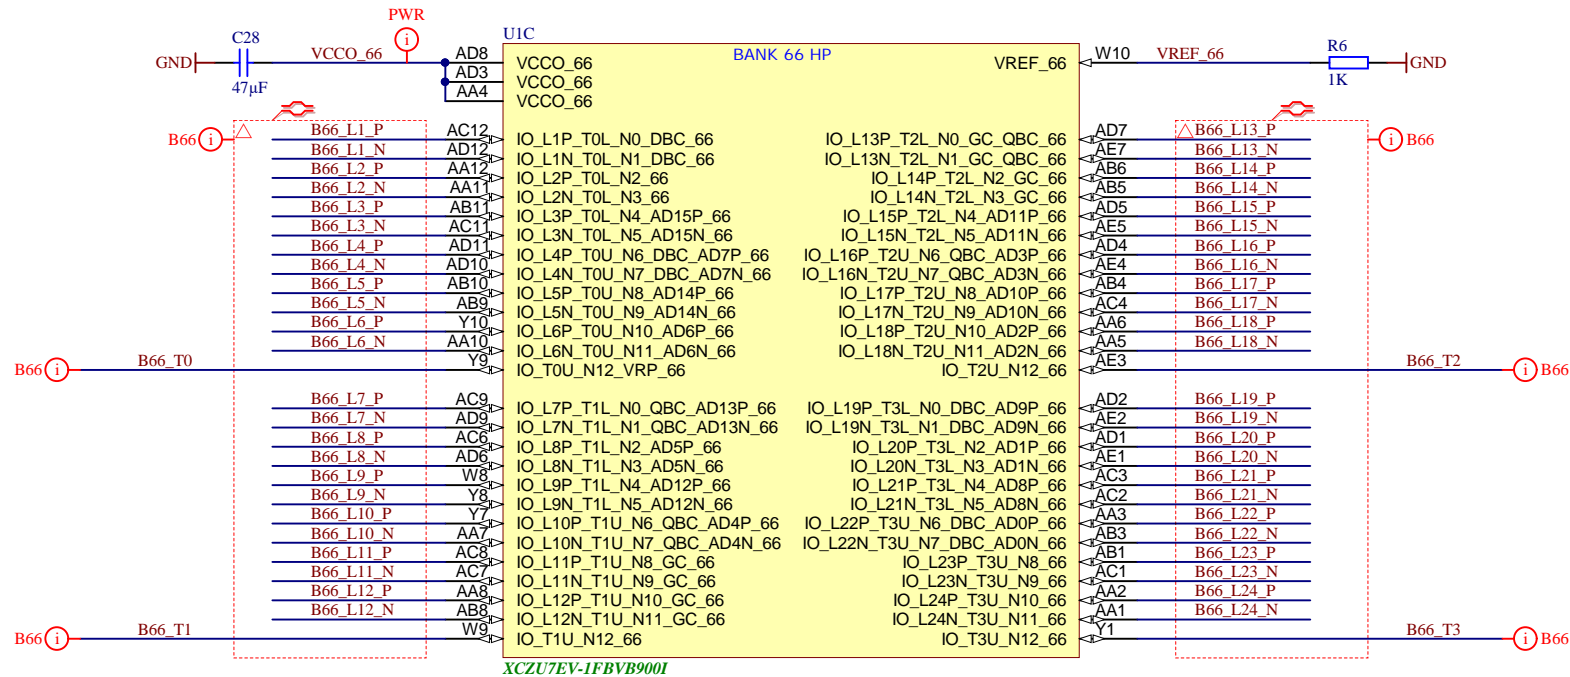 PWR
U1C
C28
VCCO_66
AD8
BANK 66 HP
W10
VREF_66
R6
GND
VCCO_66
VREF_66
GND
47µF
AD3
VCCO_66
1K
AA4
VCCO_66
B66
B66_L1_P AC12 IO_L1P_T0L_N0_DBC_66 IO_L13P_T2L_N0_GC_QBC_66 AD7 B66_L13_P
B66
B66_L1_N AD12 IO_L1N_T0L_N1_DBC_66 IO_L13N_T2L_N1_GC_QBC_66 AE7 B66_L13_N
B66_L2_P AA12 IO_L2P_T0L_N2_66 IO_L14P_T2L_N2_GC_66 AB6 B66_L14_P
B66_L2_N AA11 IO_L2N_T0L_N3_66 IO_L14N_T2L_N3_GC_66 AB5 B66_L14_N
B66_L3_P AB11 IO_L3P_T0L_N4_AD15P_66 IO_L15P_T2L_N4_AD11P_66 AD5 B66_L15_P
B66_L3_N AC11 IO_L3N_T0L_N5_AD15N_66 IO_L15N_T2L_N5_AD11N_66 AE5 B66_L15_N
B66_L4_P AD11 IO_L4P_T0U_N6_DBC_AD7P_66 IO_L16P_T2U_N6_QBC_AD3P_66 AD4 B66_L16_P
B66_L4_N AD10 IO_L4N_T0U_N7_DBC_AD7N_66 IO_L16N_T2U_N7_QBC_AD3N_66 AE4 B66_L16_N
B66_L5_P AB10 IO_L5P_T0U_N8_AD14P_66 IO_L17P_T2U_N8_AD10P_66 AB4 B66_L17_P
B66_L5_N AB9 IO_L5N_T0U_N9_AD14N_66 IO_L17N_T2U_N9_AD10N_66 AC4 B66_L17_N
B66_L6_P Y10 IO_L6P_T0U_N10_AD6P_66 IO_L18P_T2U_N10_AD2P_66 AA6 B66_L18_P
B66_L6_N AA10 IO_L6N_T0U_N11_AD6N_66 IO_L18N_T2U_N11_AD2N_66 AA5 B66_L18_N
B66 B66_T0 Y9 IO_T0U_N12_VRP_66 IO_T2U_N12_66 AE3 B66_T2 B66
B66_L7_P AC9 IO_L7P_T1L_N0_QBC_AD13P_66 IO_L19P_T3L_N0_DBC_AD9P_66 AD2 B66_L19_P
B66_L7_N AD9 IO_L7N_T1L_N1_QBC_AD13N_66 IO_L19N_T3L_N1_DBC_AD9N_66 AE2 B66_L19_N
B66_L8_P AC6 IO_L8P_T1L_N2_AD5P_66 IO_L20P_T3L_N2_AD1P_66 AD1 B66_L20_P
B66_L8_N AD6 IO_L8N_T1L_N3_AD5N_66 IO_L20N_T3L_N3_AD1N_66 AE1 B66_L20_N
B66_L9_P W8 IO_L9P_T1L_N4_AD12P_66 IO_L21P_T3L_N4_AD8P_66 AC3 B66_L21_P
B66_L9_N Y8 IO_L9N_T1L_N5_AD12N_66 IO_L21N_T3L_N5_AD8N_66 AC2 B66_L21_N
B66_L10_P Y7 IO_L10P_T1U_N6_QBC_AD4P_66 IO_L22P_T3U_N6_DBC_AD0P_66 AA3 B66_L22_P
B66_L10_N AA7 IO_L10N_T1U_N7_QBC_AD4N_66 IO_L22N_T3U_N7_DBC_AD0N_66 AB3 B66_L22_N
B66_L11_P AC8 IO_L11P_T1U_N8_GC_66 IO_L23P_T3U_N8_66 AB1 B66_L23_P
B66_L11_N AC7 IO_L11N_T1U_N9_GC_66 IO_L23N_T3U_N9_66 AC1 B66_L23_N
B66_L12_P AA8 IO_L12P_T1U_N10_GC_66 IO_L24P_T3U_N10_66 AA2 B66_L24_P
B66_L12_N AB8 IO_L12N_T1U_N11_GC_66 IO_L24N_T3U_N11_66 AA1 B66_L24_N
B66 B66_T1 W9 IO_T1U_N12_66 IO_T3U_N12_66 Y1 B66_T3 B66
XCZU7EV-1FBVB900I